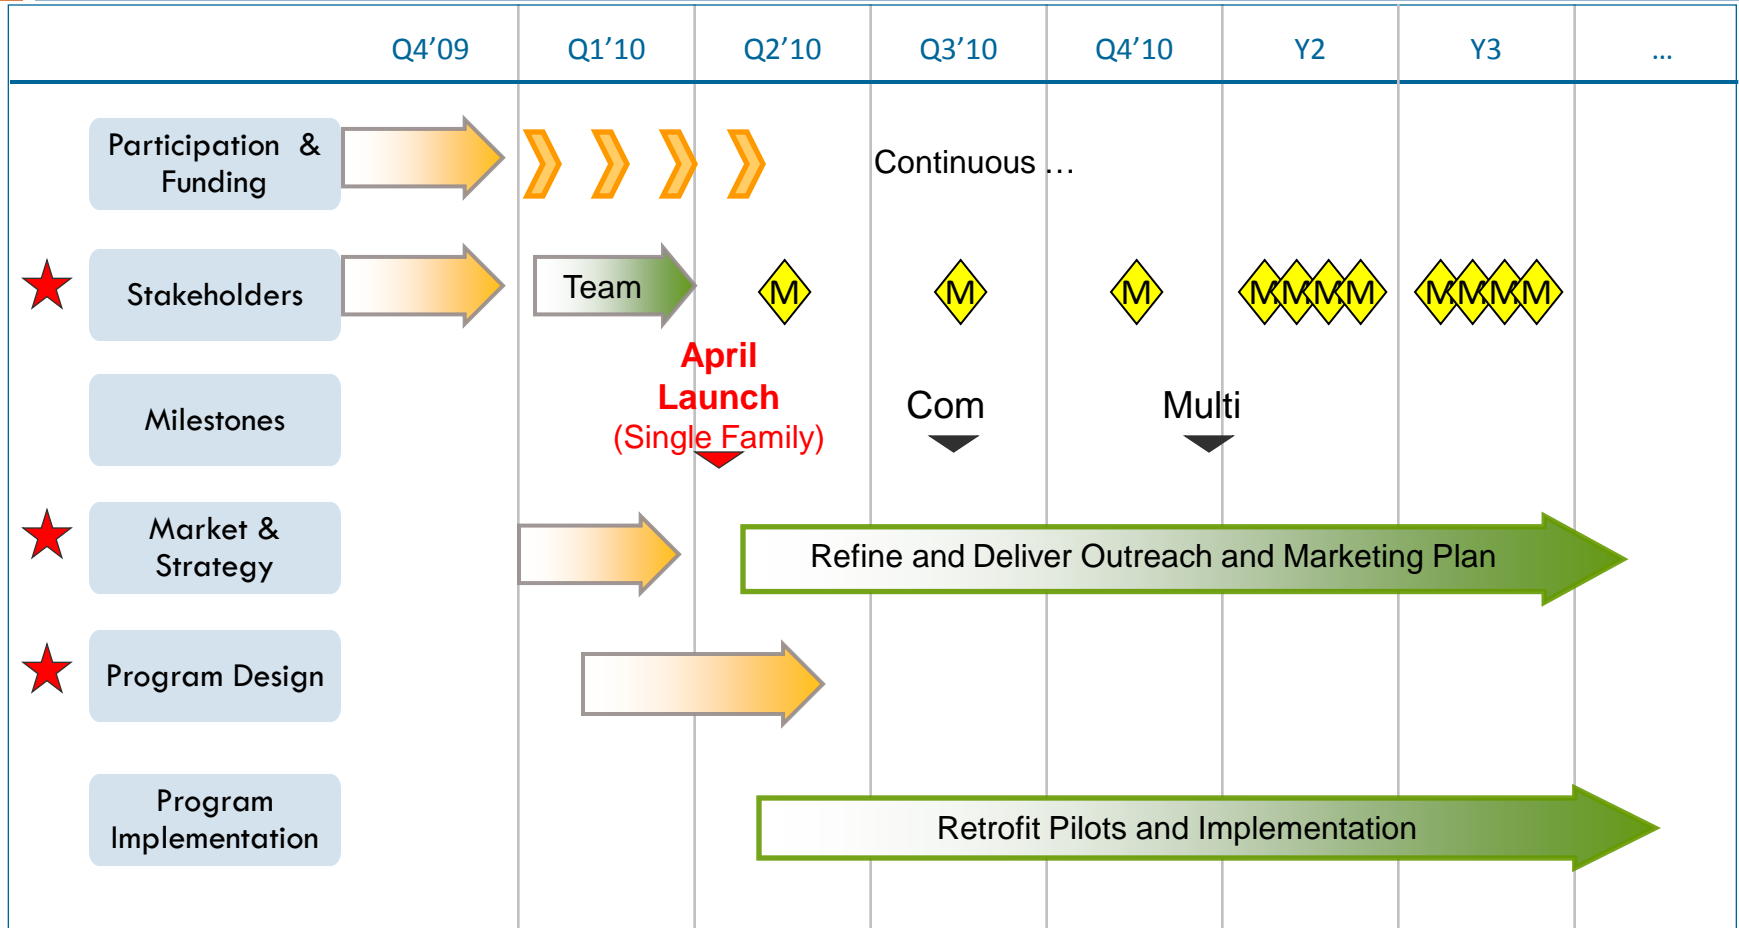 Q4’09 Q1’10 Q2’10 Q3’10 Q4’10 Y2 Y3 ...
Participation &
Funding
Continuous …
Stakeholders
Team
M M M M M M M M M M M
April
Launch
(Single Family)
Milestones
Com
Multi
Market &
Strategy
Refine and Deliver Outreach and Marketing Plan
Program Design
Program
Implementation
Retrofit Pilots and Implementation